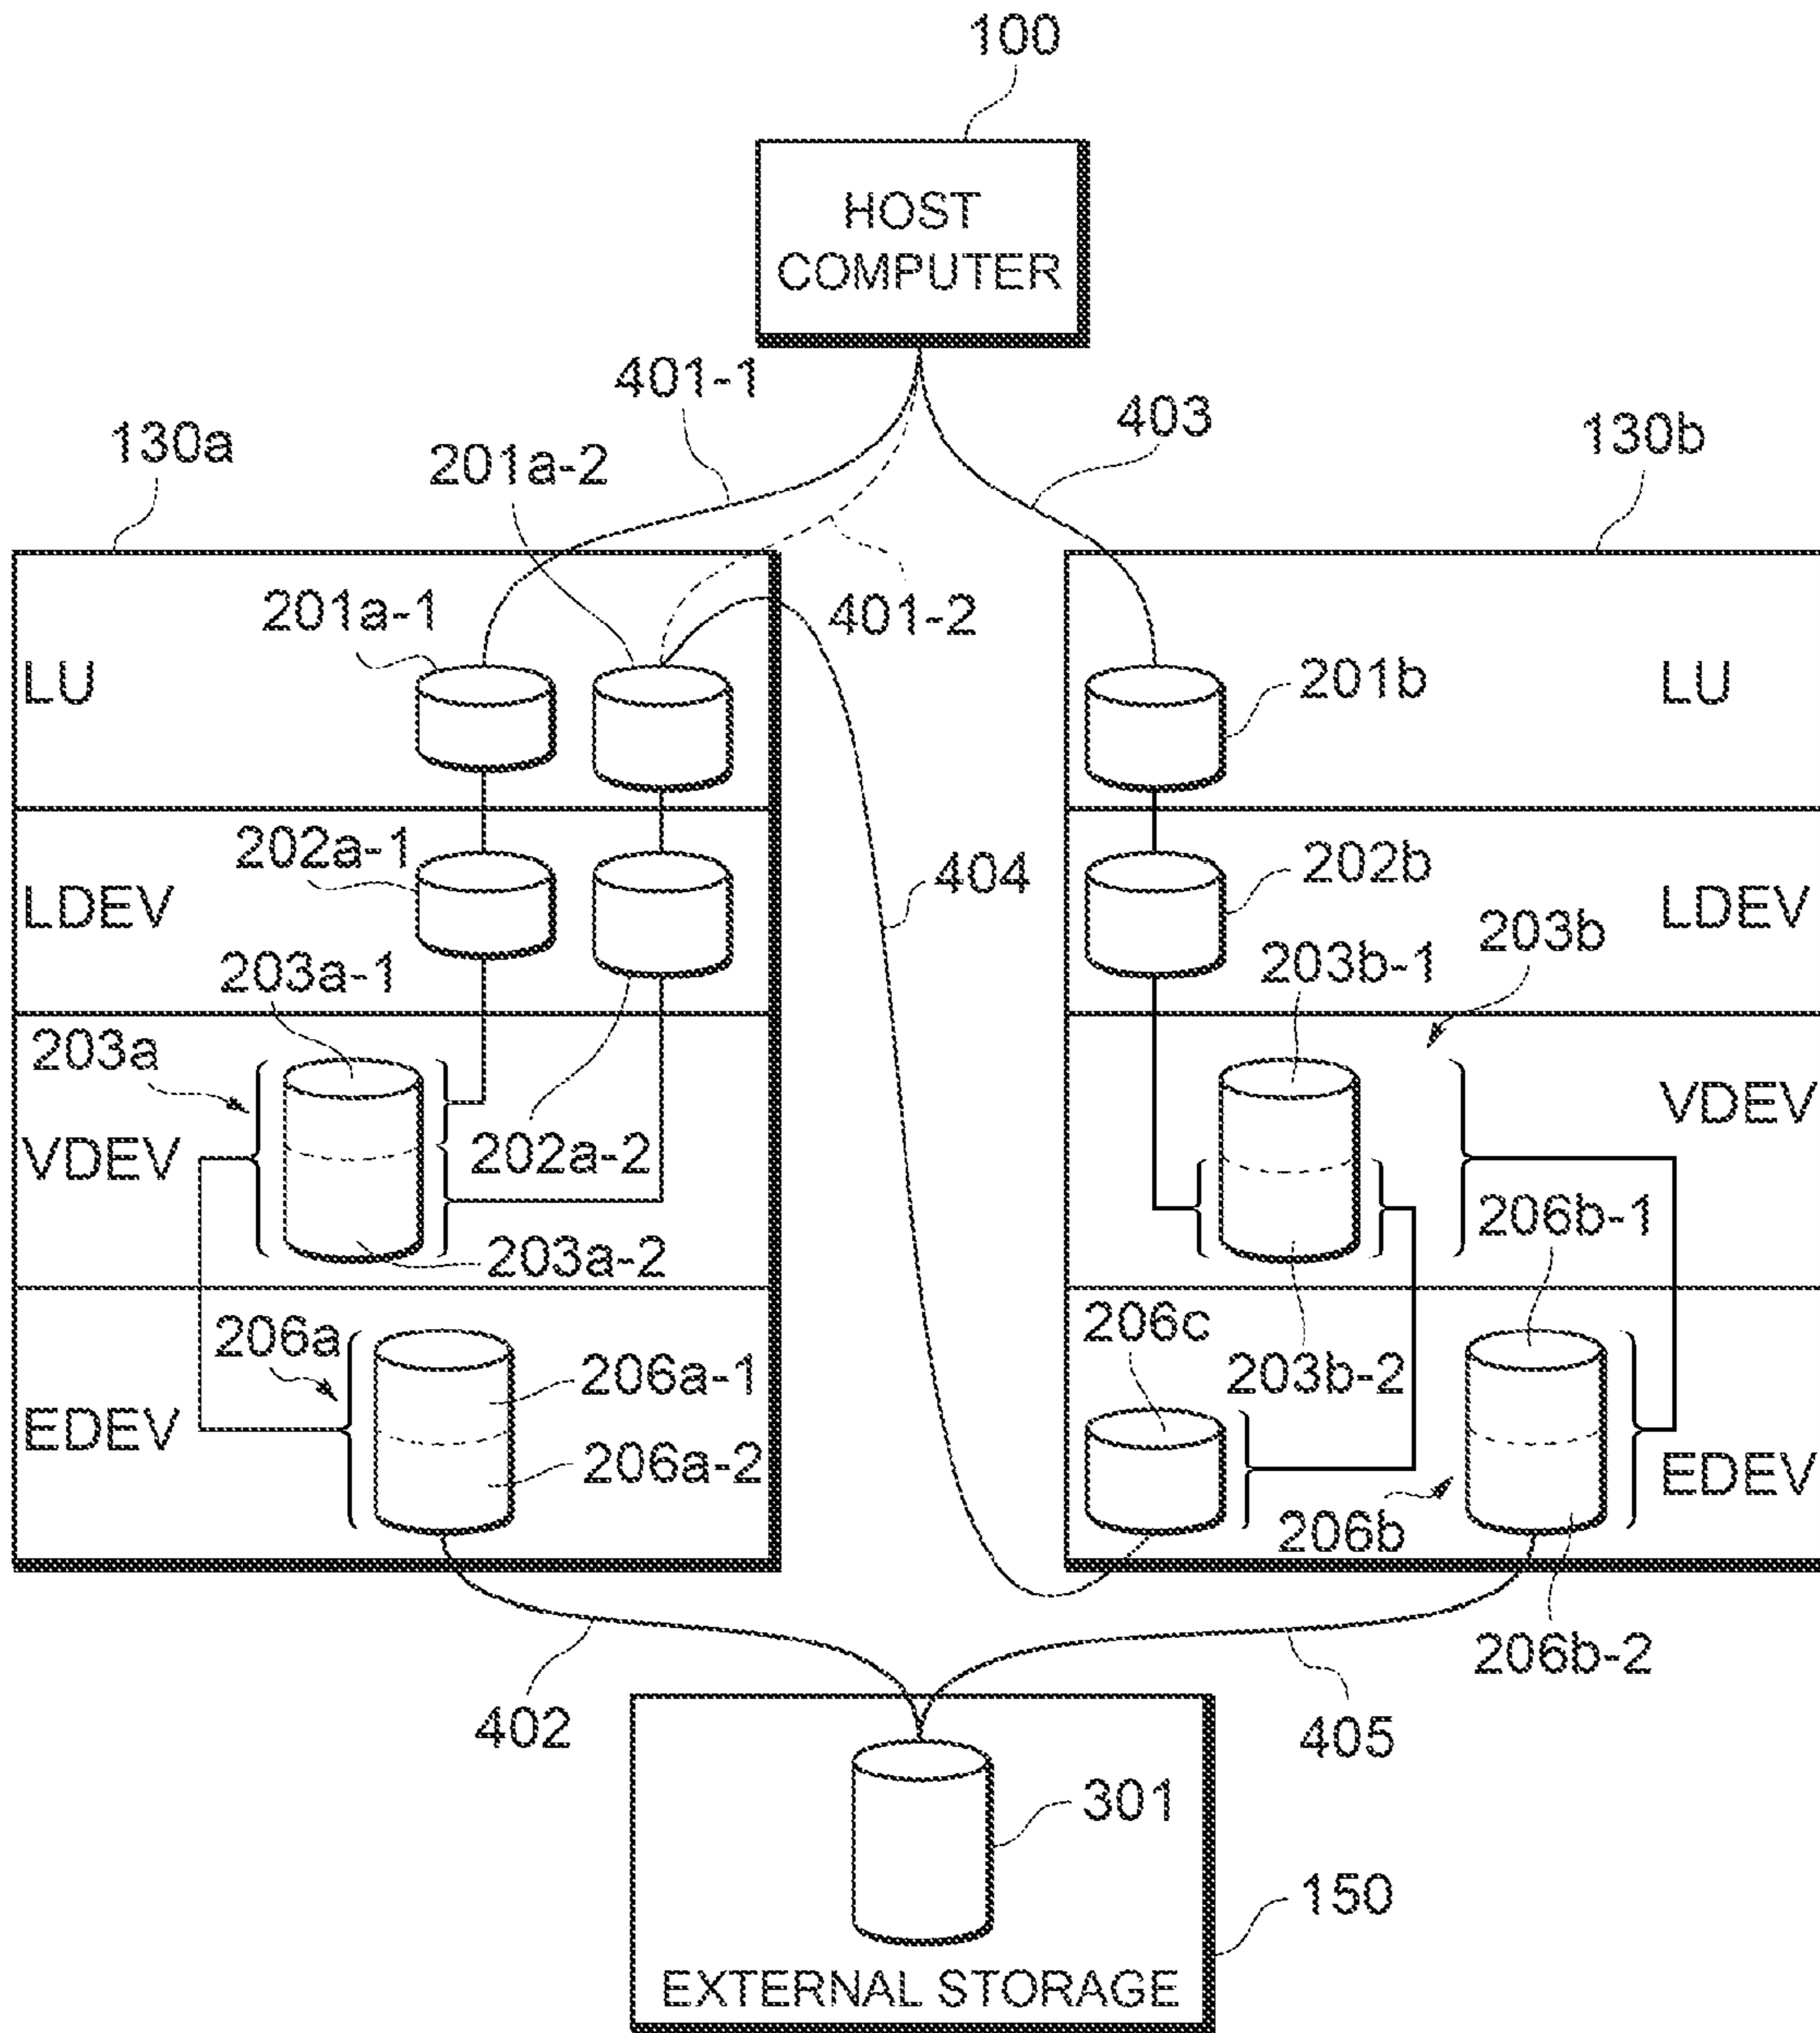 100
HOST
COMPUTER
401-1
403
130a
201a-2
130b
201a-1
401-2
LU
201b
LU
202a-1
404
202b
LDEV
LDEV
203a-1
203b-1
203b
203a
VDEV
VDEV
202a-2
206b-1
203a-2
206a
206c
206a-1
203b-2
EDEV
206a-2
EDEV
206b
206b-2
402
405
301
150
EXTERNAL STORAGE